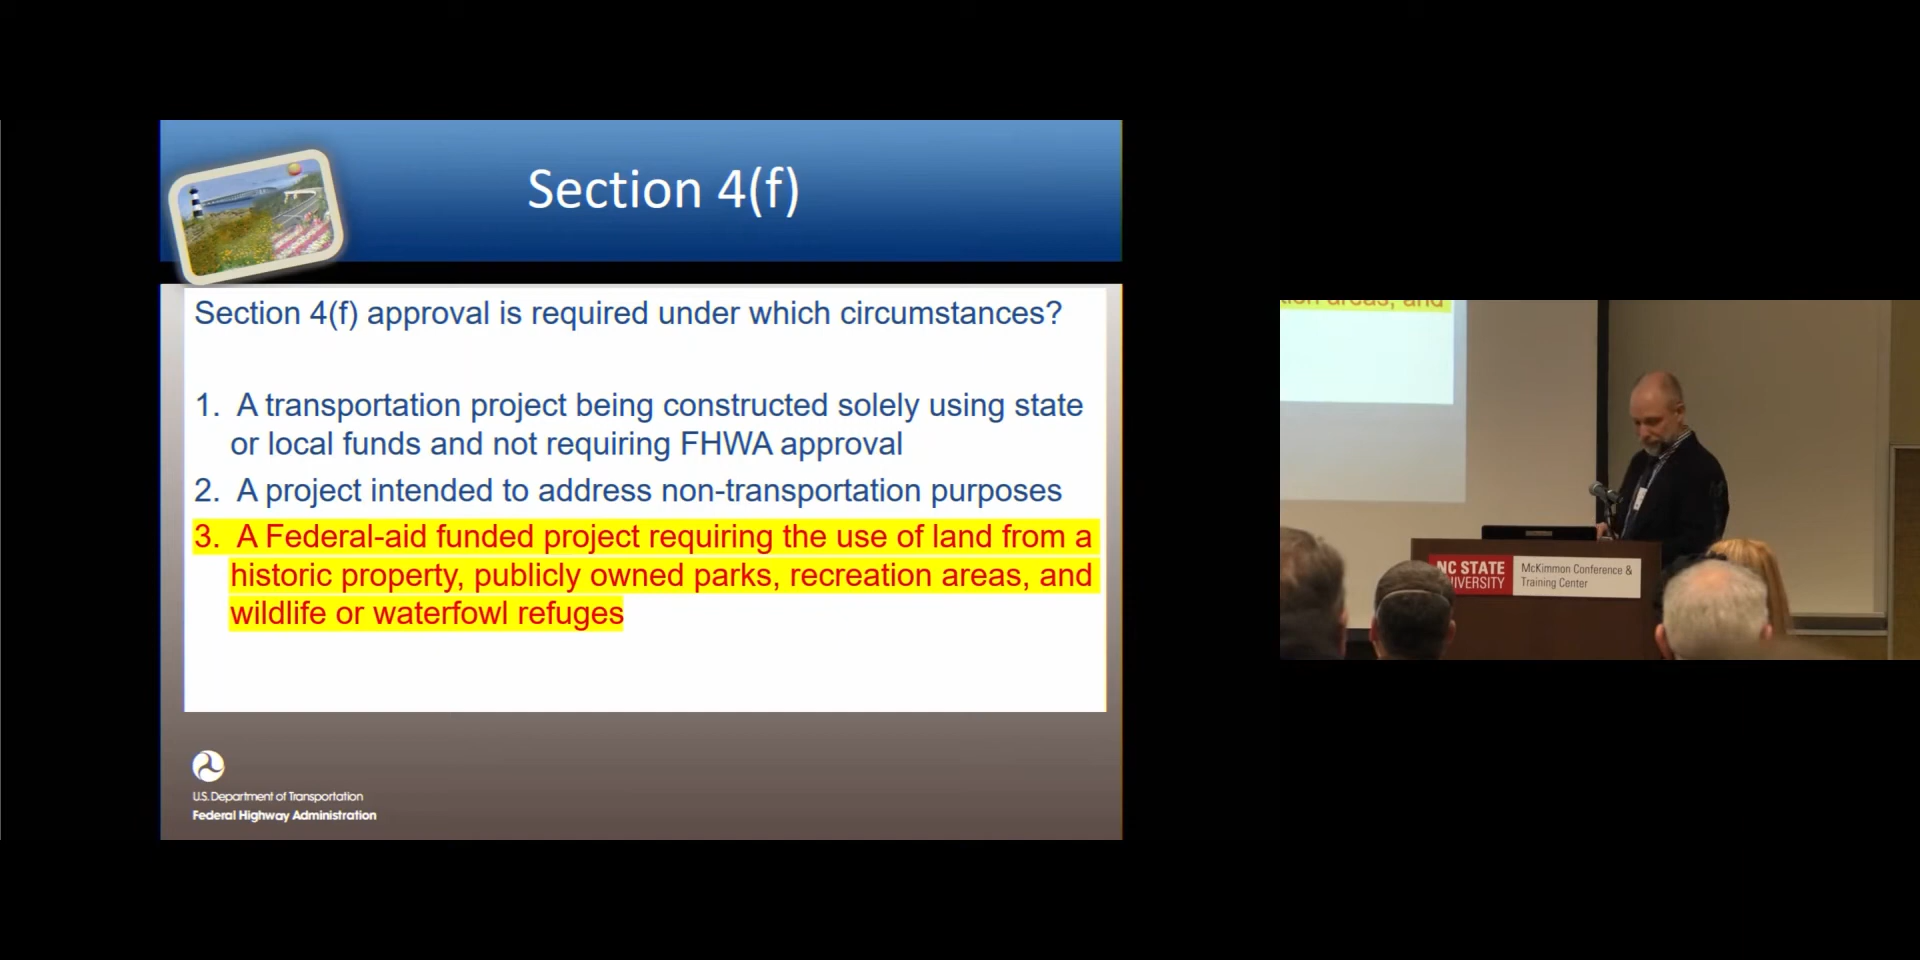 Section 4(f)
Section 4(f) approval is required under which circumstances?
1. A transportation project being constructed solely using state
or local funds and not requiring FHWA approval
2. A project intended to address non-transportation purposes
3. A Federal-aid funded project requiring the use of land from a
historic property, publicly owned parks, recreation areas, and
wildlife or waterfowl refuges
U.S. Department of Transportation
Federal Highway Administration
areas, and
NC STATE
McKimmon Conference &
Training Center